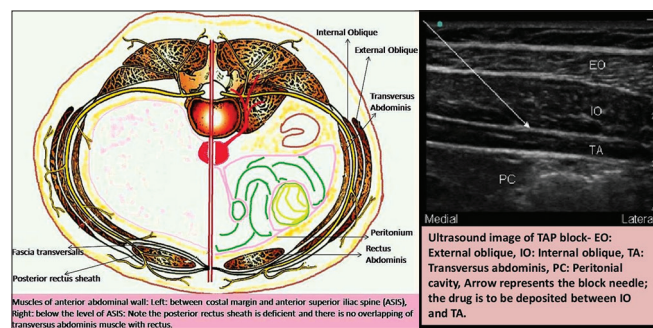 Internal Oblique
External Oblique
Transversus
Abdominis
Peritonium
Rectus
Abdominis
Fascia transversalis
Posterior rectus sheath
Muscles of anterior abdominal wall: Left: between costal margin and anterior superior iliac spine (ASIS),
Right: below the level of ASIS: Note the posterior rectus sheath is deficient and there is no overlapping of
transversus abdominis muscle with rectus.
EO
IO
TA
PC
Medial
Latera
Ultrasound image of TAP block- EO:
External oblique, IO: Internal oblique, TA:
Transversus abdominis, PC: Peritonial
cavity, Arrow represents the block needle;
the drug is to be deposited between IO
and TA.